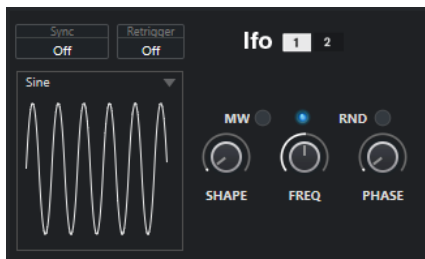 Sync
Off
Retrigger
Off
lfo 1 2
Sine
MW
RND
SHAPE
FREQ
PHASE